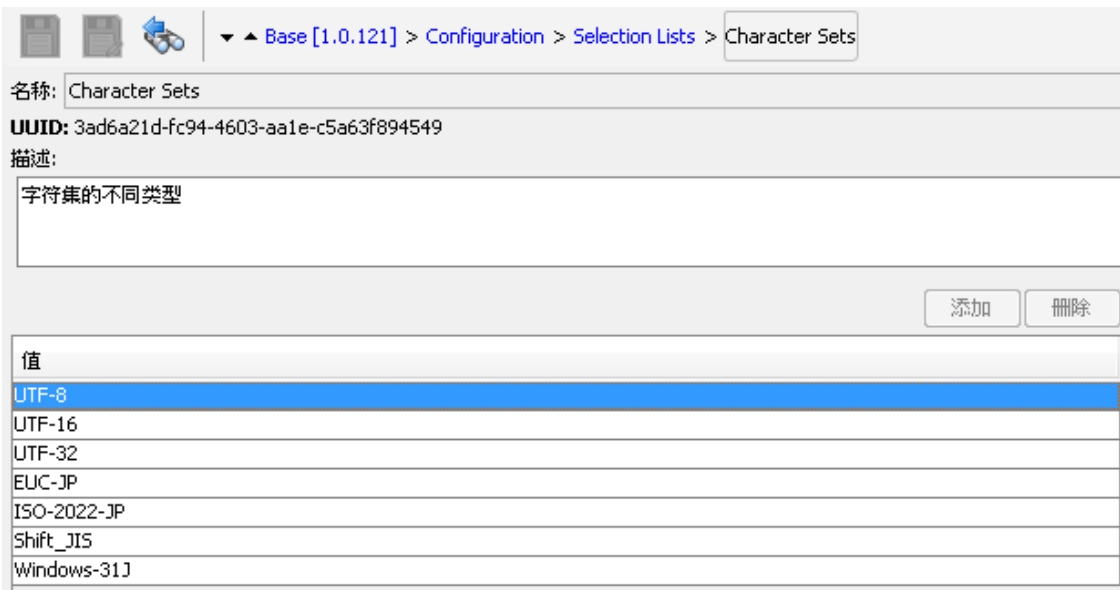 Base [1.0.121] > Configuration > Selection Lists > Character Sets
名称: Character Sets
UUID: 3ad6a21d-fc94-4603-aa1e-c5a63f894549
描述:
字符集的不同类型
添加 删除
值
UTF-8
UTF-16
UTF-32
EUC-JP
ISO-2022-JP
Shift_JIS
Windows-31J